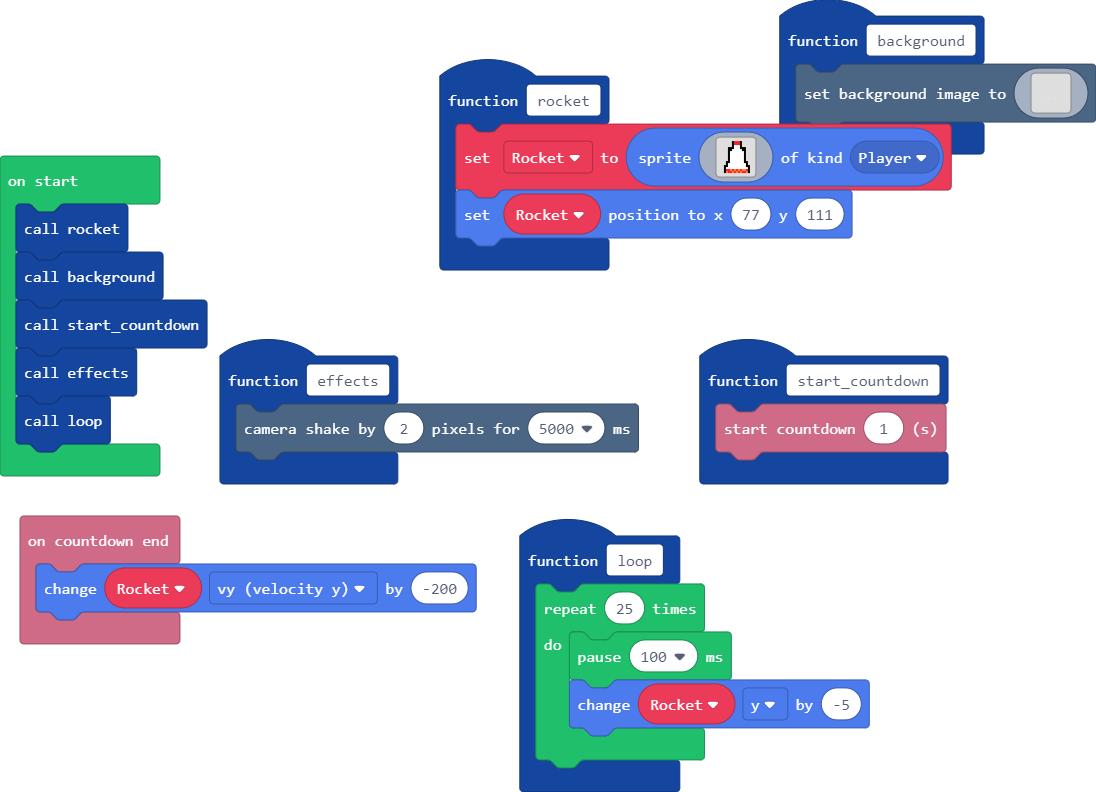 function background
set background image to
function rocket
set Rocket to sprite of kind Player
set Rocket position to x 77 y 111
on start
call rocket
call background
call start_countdown
call effects
call loop
function effects
camera shake by 2 pixels for 5000 ms
function start_countdown
start countdown 1 (s)
on countdown end
change Rocket vy (velocity y) by -200
function loop
repeat 25 times
do
pause 100 ms
change Rocket y by -5